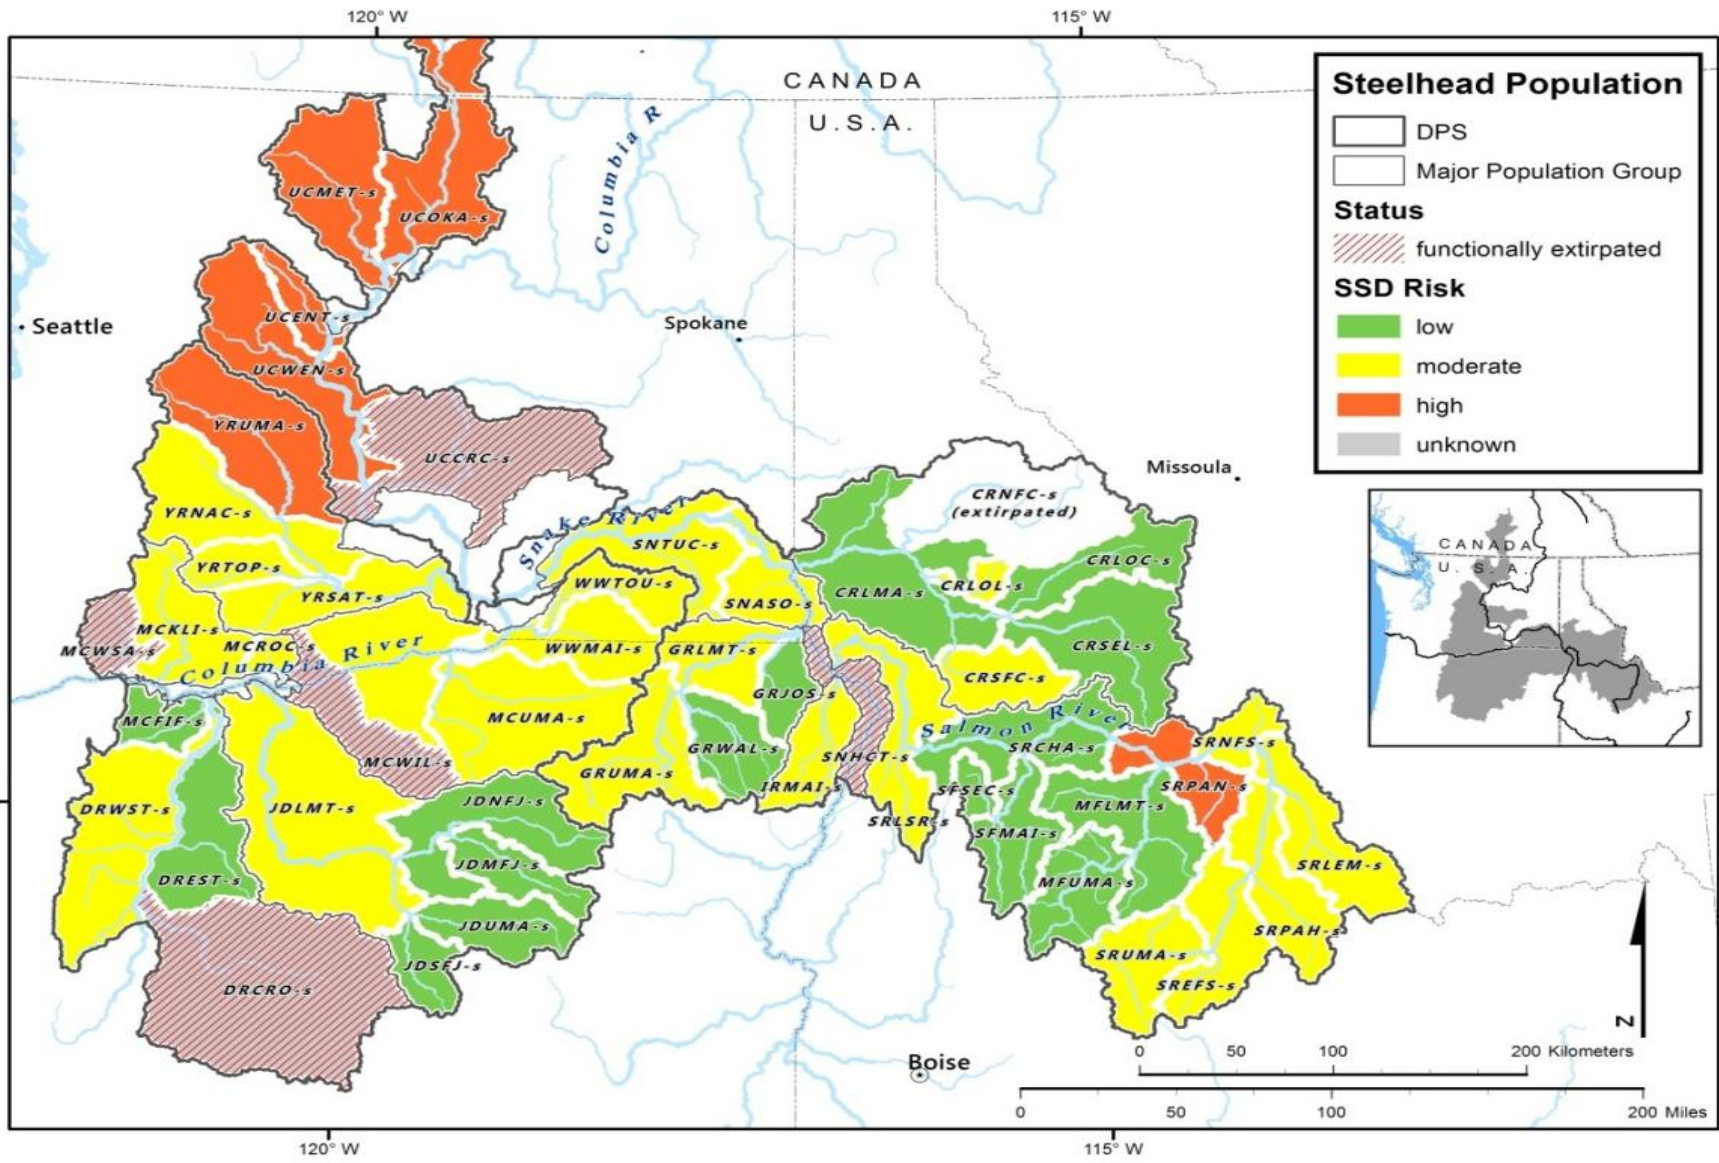 120° W
115° W
CANADA
U.S.A.
Columbia R
Steelhead Population
DPS
Major Population Group
Status
functionally extirpated
SSD Risk
low
moderate
high
unknown
UCMET-s
UCOKA-s
Seattle
UCENT-s
Spokane
UCWEN-s
YRUMA-s
UCCRC-s
Missoula
CRNFC-s
(extirpated)
YRNAC-s
Snake River
SNTUC-s
CANADA
U. S. A.
YRTOP-s
YRSAT-s
WWTOU-s
SNASO-s
CRLMA-s
CRLOL-s
CRLOC-s
MCKLI-s
MCWSA-s
MCROC-s
Columbia River
WWMAI-s
GRLMT-s
CRSEL-s
CRSFC-s
GRJOS-s
MCFIF-s
MCUMA-s
Salmon River
GRWAL-s
SRCHA-s
SRNFS-s
MCWIL-s
SNHCT-s
GRUMA-s
IRMAI-s
SFSEC-s
SRPAN-s
DRWST-s
JDLMT-s
JDNFJ-s
MFLMT-s
SRLSR-s
SFMAI-s
JDMFJ-s
SRLEM-s
DREST-s
MFUMA-s
JDUMA-s
SRPAH-s
JDSFJ-s
SRUMA-s
DRCRO-s
SREFS-s
N
Boise
0 50 100 200 Kilometers
0 50 100 200 Miles
120° W
115° W